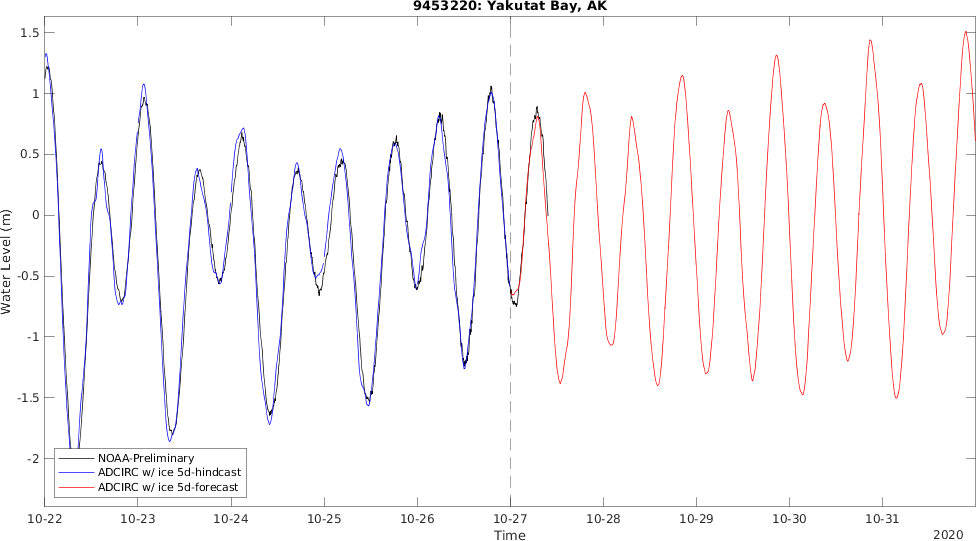 9453220: Yakutat Bay, AK
Water Level (m)
1.5
1
0.5
0
-0.5
-1
-1.5
-2
NOAA-Preliminary
ADCIRC w/ ice 5d-hindcast
ADCIRC w/ ice 5d-forecast
10-22 10-23 10-24 10-25 10-26 10-27 10-28 10-29 10-30 10-31
Time
2020